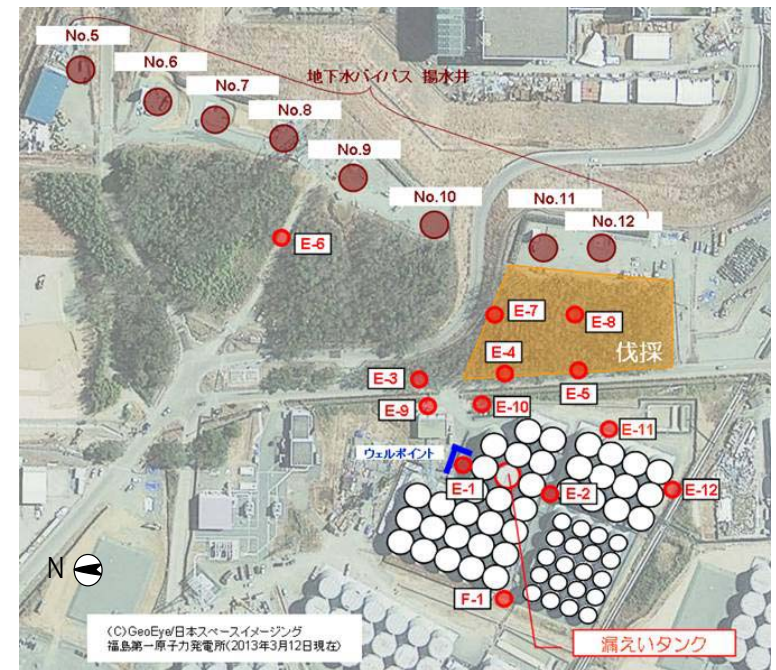 No.5
No.6
No.7
No.8
No.9
No.10
No.11
No.12
地下水バイパス 揚水井
E-6
E-7
E-8
伐採
E-4
E-3
E-5
E-9
E-10
E-11
ウェルポイント
E-1
E-2
E-12
N
F-1
(C)GeoEye/日本スペースイメージング
福島第一原子力発電所(2013年3月12日現在)
漏えいタンク